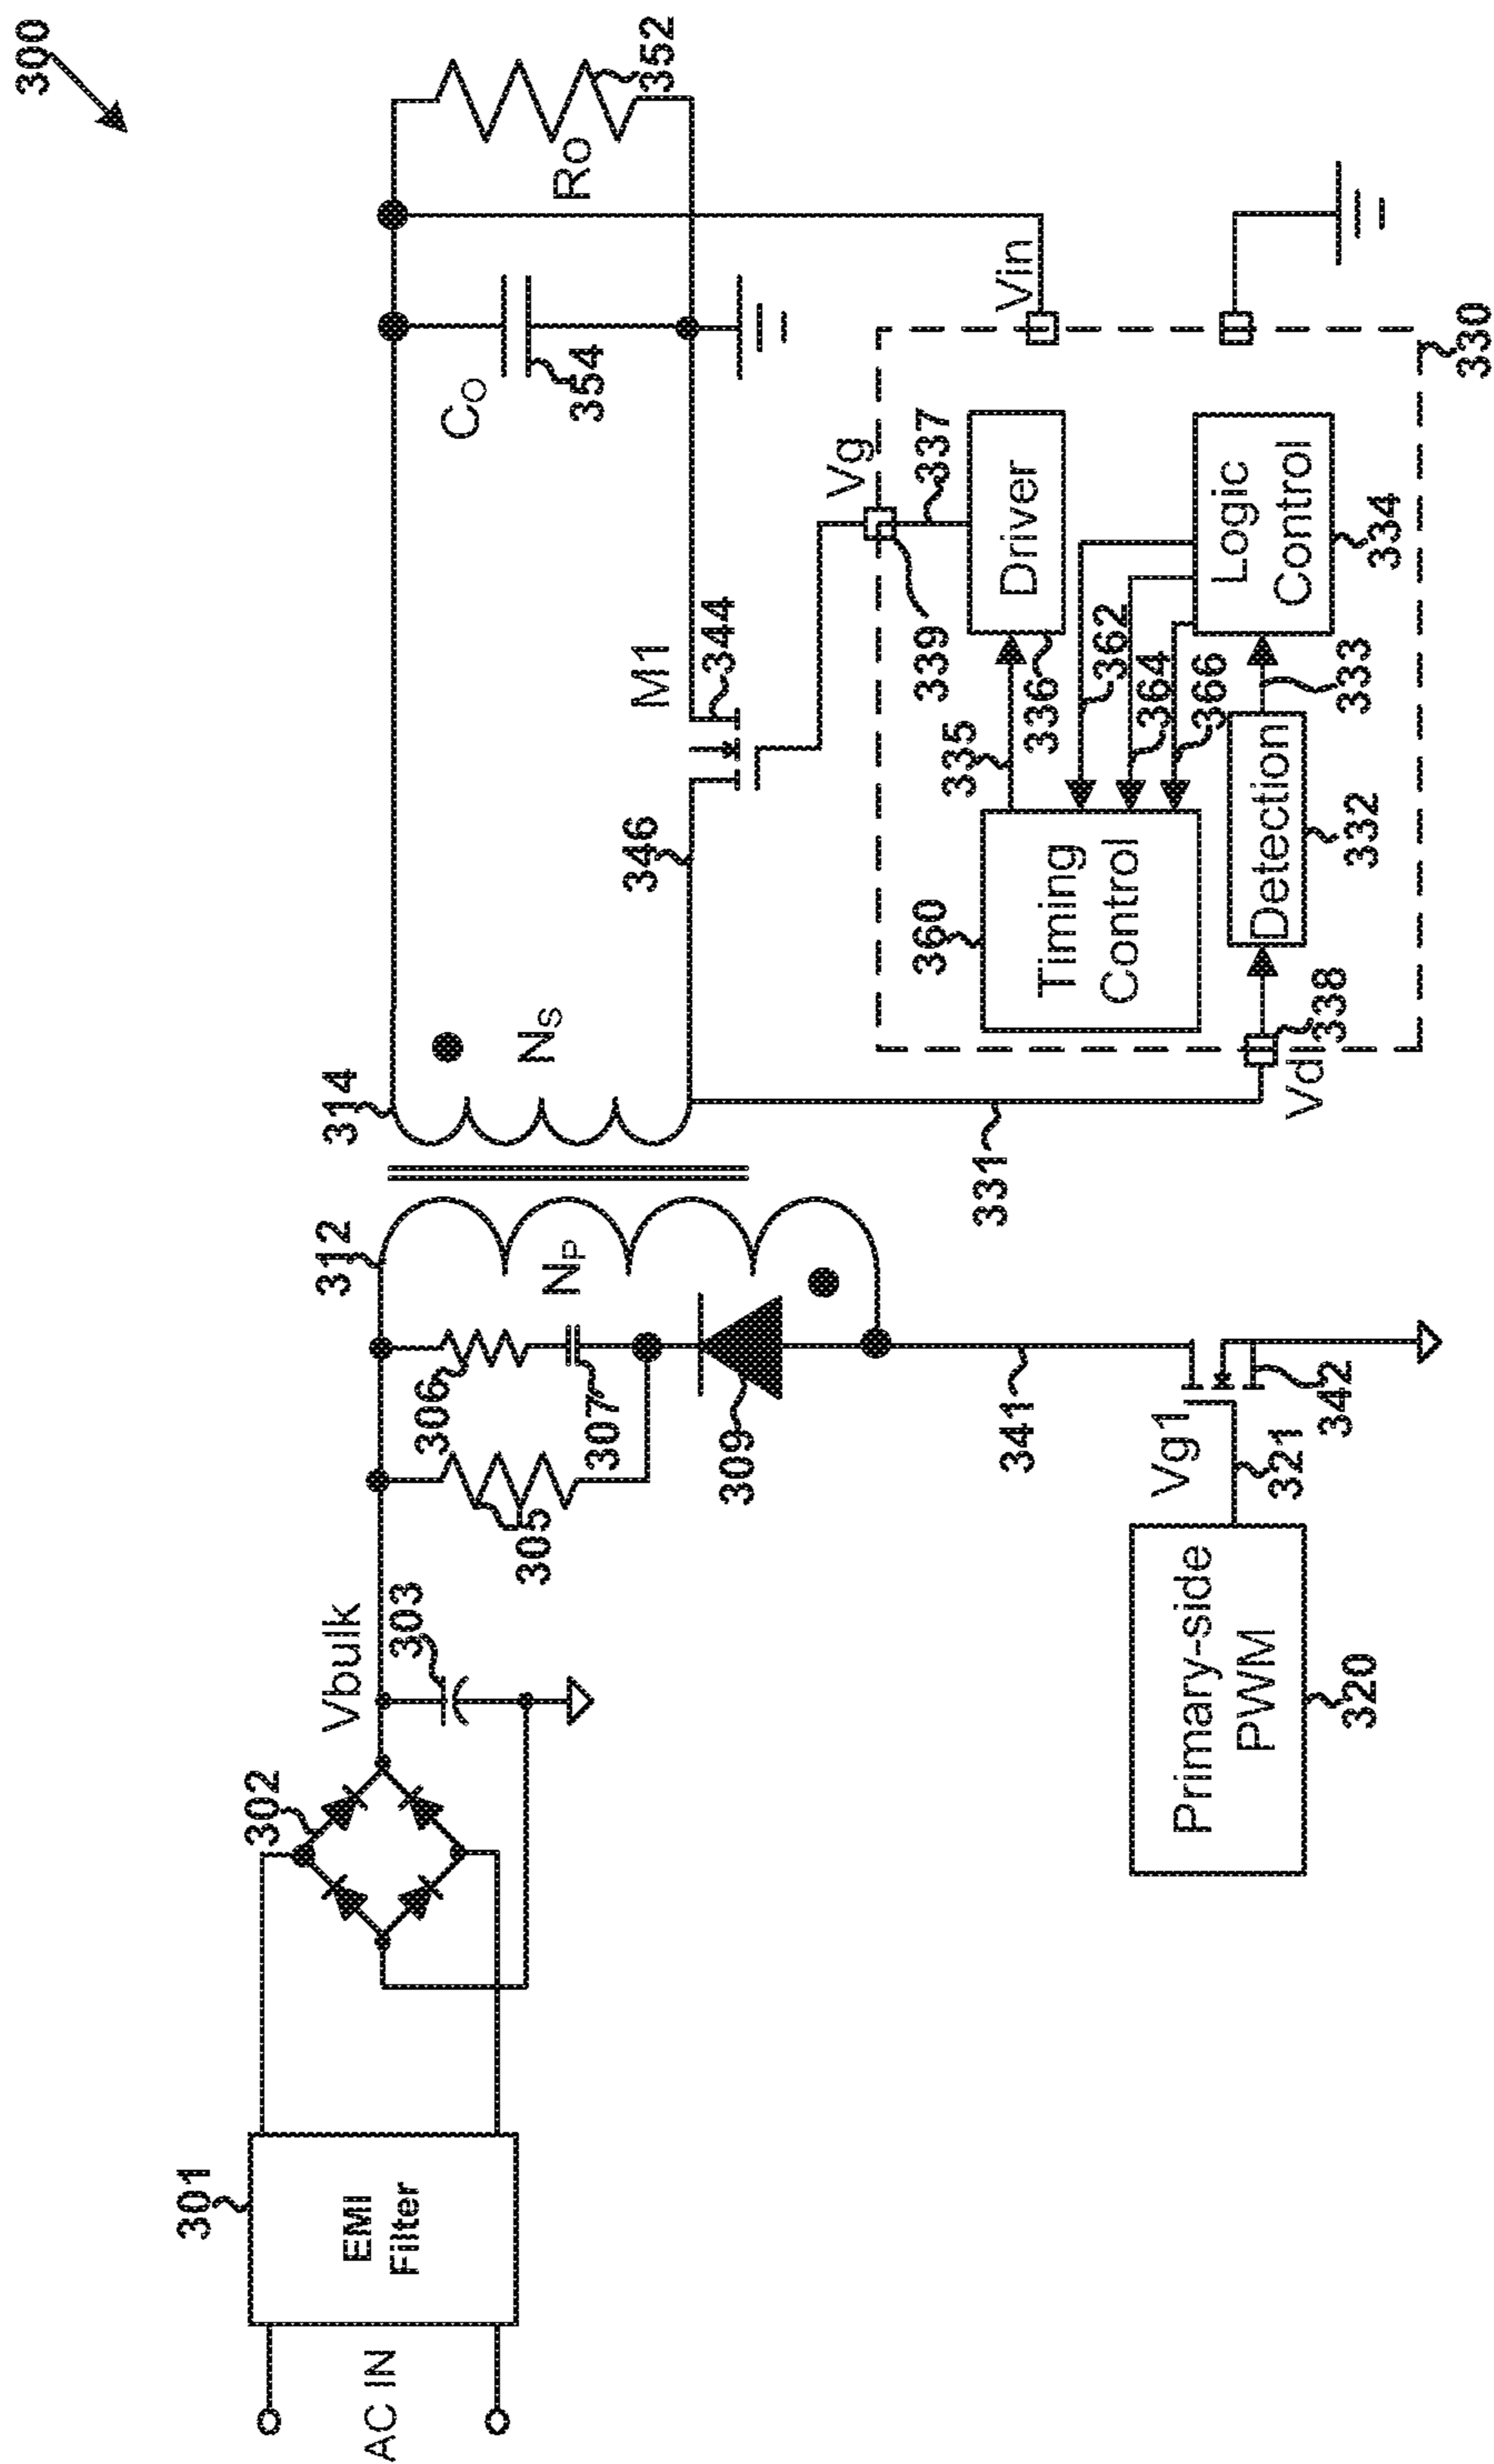 300
AC IN
301
EMI
Filter
302
Vbulk
303
305
306
307
309
312
NP
314
NS
341
Vg1
321
342
Primary-side
PWM
320
331
346
M1
344
CO
354
Ro
352
Vin
Vg
339
337
Driver
336
335
Timing
Control
360
362
364
366
Logic
Control
334
333
Detection
332
Vd
338
330